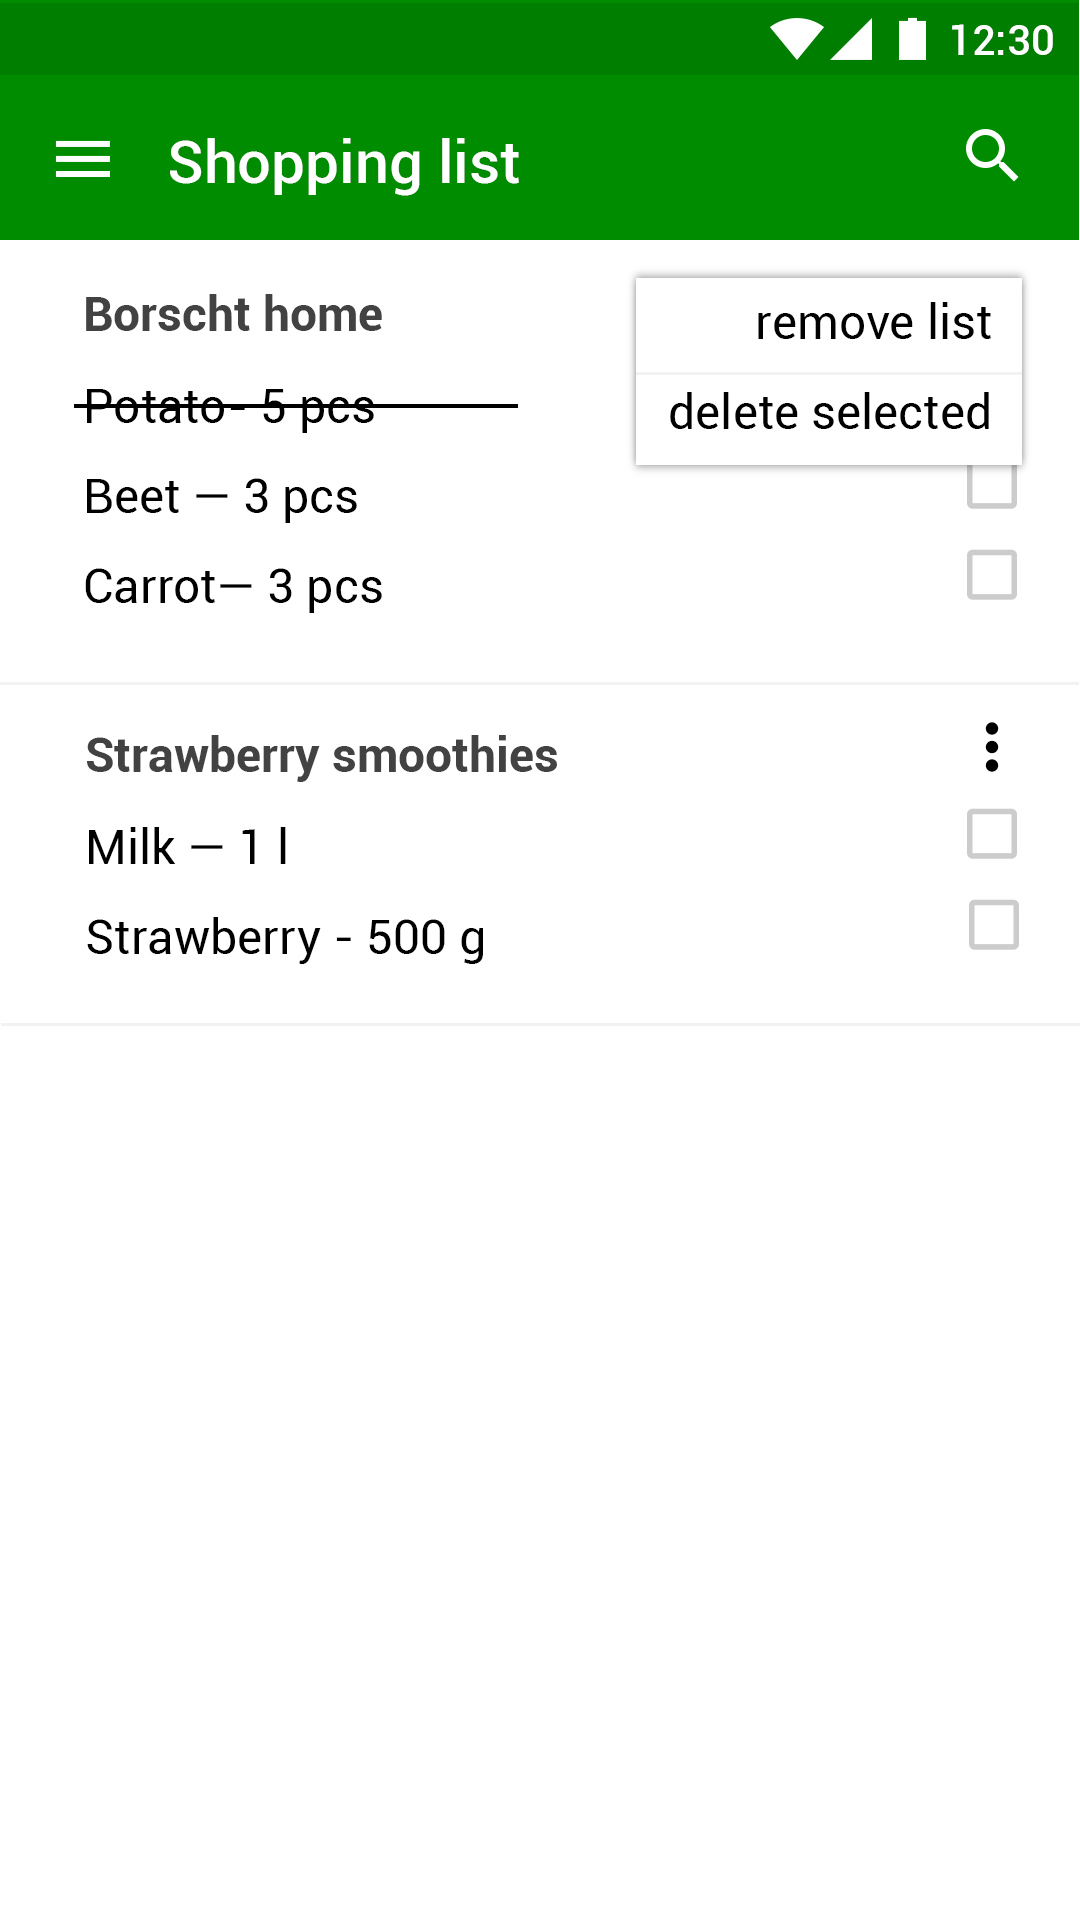 12:30
Shopping list
Borscht home
remove list
Potato- 5 pcs
delete selected
Beet — 3 pcs
Carrot— 3 pcs
Strawberry smoothies
Milk — 1 l
Strawberry - 500 g